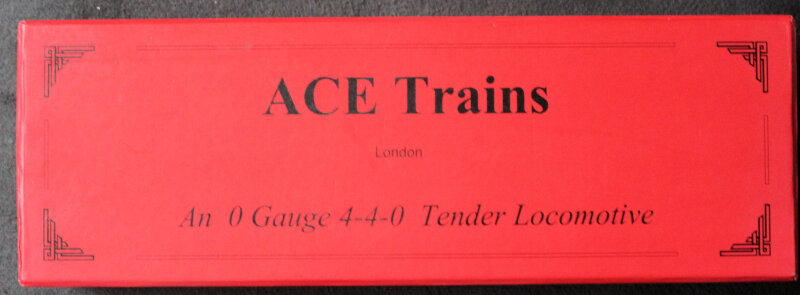 ACE Trains
London
An 0 Gauge 4-4-0 Tender Locomotive